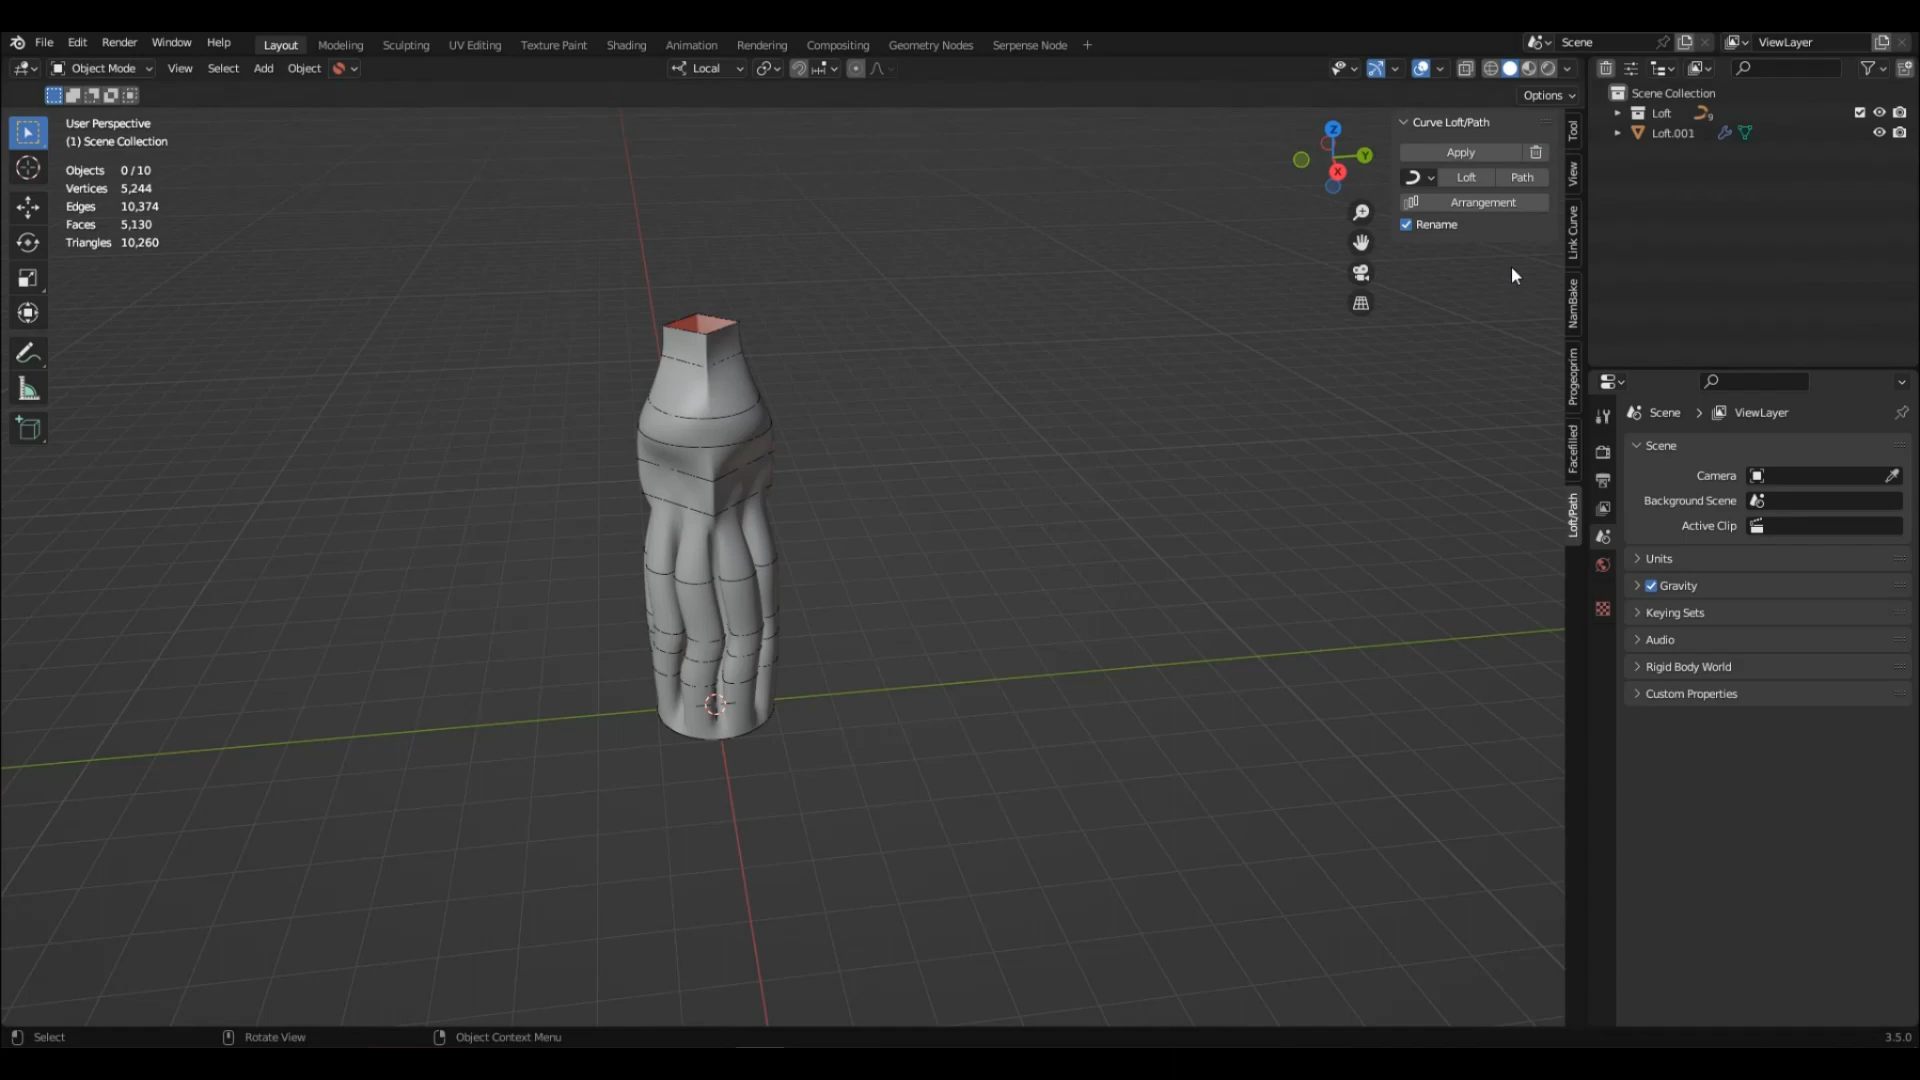 File Edit Render Window Help Layout Modeling Sculpting UV Editing Texture Paint Shading Animation Rendering Compositing Geometry Nodes Serpense Node + Scene ViewLayer
Object Mode View Select Add Object Local
Options
User Perspective
(1) Scene Collection
Objects 0 / 10
Vertices 5,244
Edges 10,374
Faces 5,130
Triangles 10,260
Z
Y
X
Curve Loft/Path
Apply
Loft Path
Arrangement
Rename
Tool
View
Link Curve
NamBake
Progeoprim
Facefilled
Loft/Path
Scene Collection
Loft 9
Loft.001
Scene > ViewLayer
Scene
Camera
Background Scene
Active Clip
Units
Gravity
Keying Sets
Audio
Rigid Body World
Custom Properties
Select Rotate View Object Context Menu 3.5.0